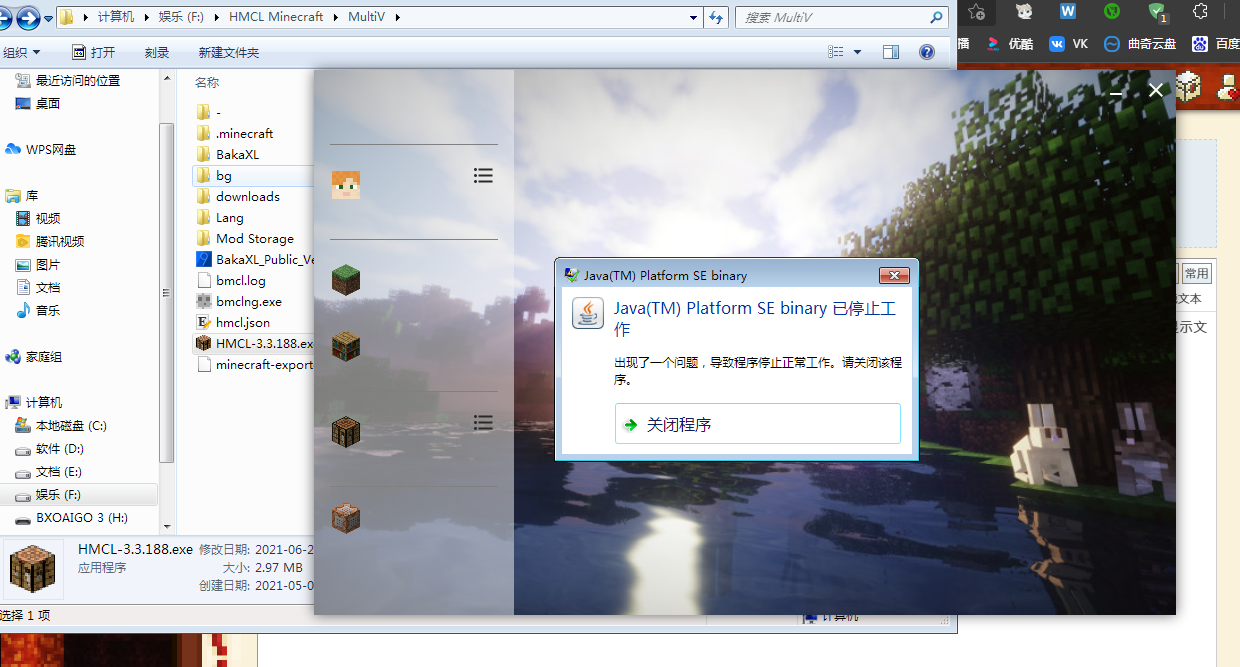 计算机 娱乐 (F:) HMCL Minecraft MultiV
搜索 MultiV
组织 打开 刻录 新建文件夹
W
1
播 优酷 VK 曲奇云盘 百度
最近访问的位置
桌面
WPS网盘
库
视频
腾讯视频
图片
文档
音乐
家庭组
计算机
本地磁盘 (C:)
软件 (D:)
文档 (E:)
娱乐 (F:)
BXOAIGO 3 (H:)
名称
-
.minecraft
BakaXL
bg
downloads
Lang
Mod Storage
BakaXL_Public_Ve
bmcl.log
bmclng.exe
hmcl.json
HMCL-3.3.188.ex
minecraft-export
Java(TM) Platform SE binary
Java(TM) Platform SE binary 已停止工
作
出现了一个问题，导致程序停止正常工作。请关闭该程
序。
关闭程序
常用
文本
显示文
HMCL-3.3.188.exe 修改日期: 2021-06-2
应用程序 大小: 2.97 MB
创建日期: 2021-05-0
选择 1 项
计算机